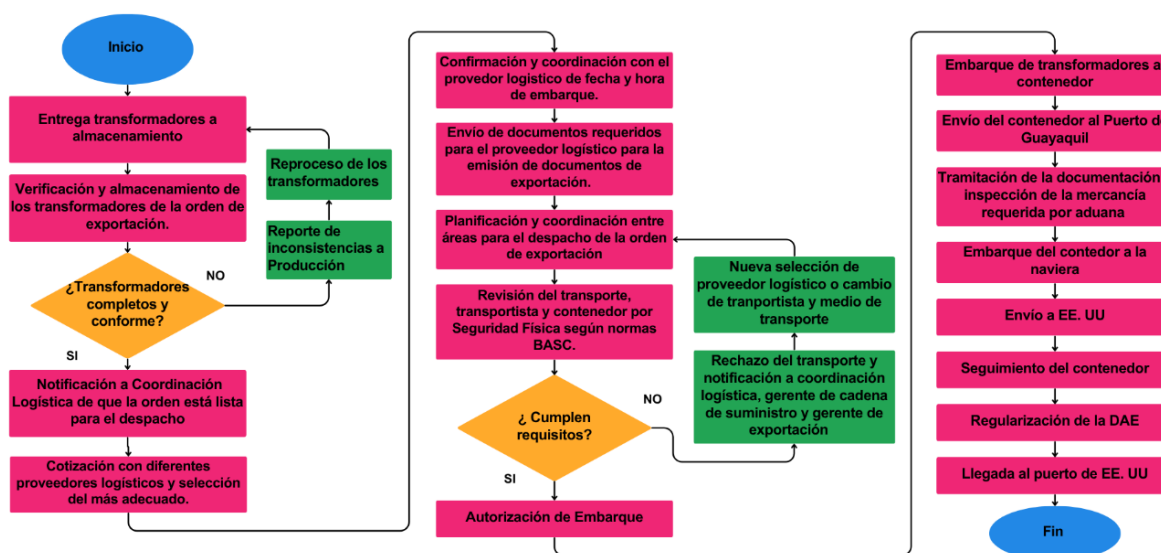 Inicio
Entrega transformadores a
almacenamiento
Verificación y almacenamiento de
los transformadores de la orden de
exportación.
¿Transformadores
completos y
conforme?
NO
Reporte de
inconsistencias a
Producción
Reproceso de los
transformadores
SI
Notificación a Coordinación
Logística de que la orden está lista
para el despacho
Cotización con diferentes
proveedores logísticos y selección
del más adecuado.
Confirmación y coordinación con el
provedor logístico de fecha y hora
de embarque.
Envío de documentos requeridos
para el proveedor logístico para la
emisión de documentos de
exportación.
Planificación y coordinación entre
áreas para el despacho de la orden
de exportación
Revisión del transporte,
transportista y contenedor por
Seguridad Física según normas
BASC.
¿ Cumplen
requisitos?
NO
Rechazo del transporte y
notificación a coordinación
logística, gerente de cadena
de suministro y gerente de
exportación
Nueva selección de
proveedor logístico o cambio
de tranportista y medio de
transporte
SI
Autorización de Embarque
Embarque de transformadores a
contenedor
Envío del contenedor al Puerto de
Guayaquil
Tramitación de la documentación
inspección de la mercancía
requerida por aduana
Embarque del contedor a la
naviera
Envío a EE. UU
Seguimiento del contenedor
Regularización de la DAE
Llegada al puerto de EE. UU
Fin